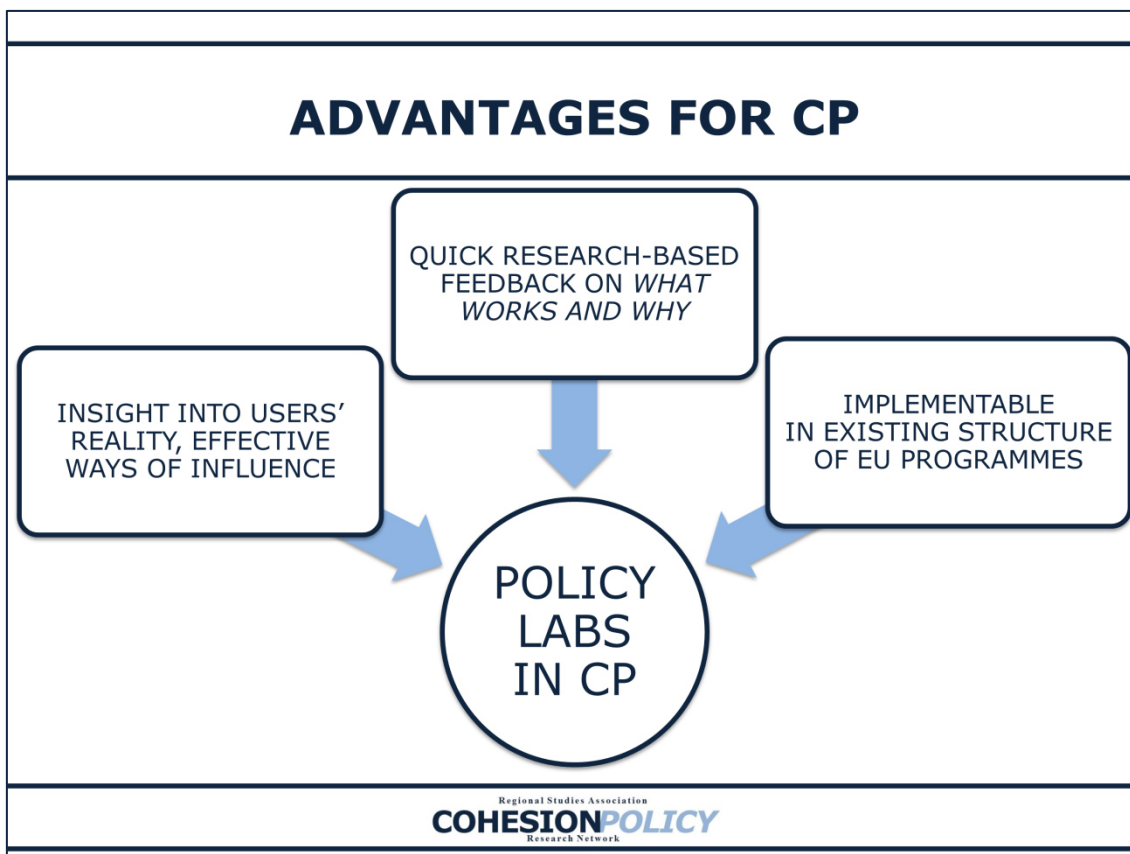 ADVANTAGES FOR CP
QUICK RESEARCH-BASED
FEEDBACK ON WHAT
WORKS AND WHY
INSIGHT INTO USERS’
REALITY, EFFECTIVE
WAYS OF INFLUENCE
IMPLEMENTABLE
IN EXISTING STRUCTURE
OF EU PROGRAMMES
POLICY
LABS
IN CP
Regional Studies Association
COHESIONPOLICY
Research Network